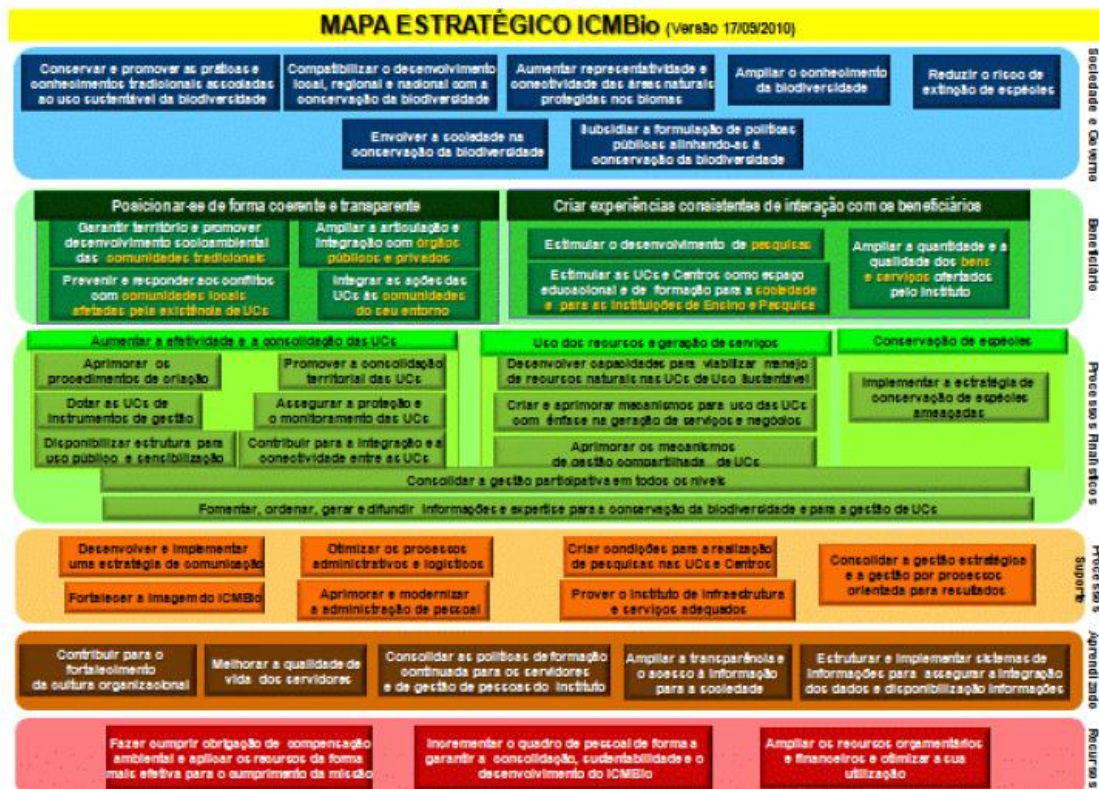 MAPA ESTRATÉGICO ICMBio (Versão 17/09/2010)
Sociedade e Governo
Conservar e promover as práticas e
conhecimentos tradicionais associadas
ao uso sustentável da biodiversidade
Compatibilizar o desenvolvimento
local, regional e nacional com a
conservação da biodiversidade
Aumentar representatividade e
conectividade das áreas naturais
protegidas nos biomas
Ampliar o conhecimento
da biodiversidade
Reduzir o risco de
extinção de espécies
Envolver a sociedade na
conservação da biodiversidade
Subsidiar a formulação de políticas
públicas alinhando-as à
conservação da biodiversidade
Beneficiário
Posicionar-se de forma coerente e transparente
Garantir território e promover
desenvolvimento socioambiental
das comunidades tradicionais
Ampliar a articulação e
integração com órgãos
públicos e privados
Prevenir e responder aos conflitos
com comunidades locais
afetadas pela existência de UCs
Integrar as ações das
UCs às comunidades
do seu entorno
Criar experiências consistentes de interação com os beneficiários
Estimular o desenvolvimento de pesquisas
Estimular as UCs e Centros como espaço
educacional e de formação para a sociedade
e para as Instituições de Ensino e Pesquisa
Ampliar a quantidade e a
qualidade dos bens
e serviços ofertados
pelo Instituto
Processos Finalísticos
Aumentar a efetividade e a consolidação das UCs
Aprimorar os
procedimentos de criação
Promover a consolidação
territorial das UCs
Dotar as UCs de
instrumentos de gestão
Assegurar a proteção e
o monitoramento das UCs
Disponibilizar estrutura para
uso público e sensibilização
Contribuir para a integração e a
conectividade entre as UCs
Uso dos recursos e geração de serviços
Desenvolver capacidades para viabilizar manejo
de recursos naturais nas UCs de Uso Sustentável
Criar e aprimorar mecanismos para uso das UCs
com ênfase na geração de serviços e negócios
Aprimorar os mecanismos
de gestão compartilhada de UCs
Conservação de espécies
Implementar a estratégia de
conservação de espécies
ameaçadas
Consolidar a gestão participativa em todos os níveis
Fomentar, ordenar, gerar e difundir informações e expertise para a conservação da biodiversidade e para a gestão de UCs
Processos
Suporte
Desenvolver e implementar
uma estratégia de comunicação
Otimizar os processos
administrativos e logísticos
Criar condições para a realização
de pesquisas nas UCs e Centros
Consolidar a gestão estratégica
e a gestão por processos
orientada para resultados
Fortalecer a imagem do ICMBio
Aprimorar e modernizar
a administração de pessoal
Prover o Instituto de infraestrutura
e serviços adequados
Aprendizado
Contribuir para o
fortalecimento
da cultura organizacional
Melhorar a qualidade de
vida dos servidores
Consolidar as políticas de formação
continuada para os servidores
e de gestão de pessoas do Instituto
Ampliar a transparência e
o acesso à informação
para a sociedade
Estruturar e implementar sistemas de
informações para assegurar a integração
dos dados e disponibilização informações
Recursos
Fazer cumprir obrigação de compensação
ambiental e aplicar os recursos da forma
mais efetiva para o cumprimento da missão
Incrementar o quadro de pessoal de forma a
garantir a consolidação, sustentabilidade e o
desenvolvimento do ICMBio
Ampliar os recursos orçamentários
e financeiros e otimizar a sua
utilização